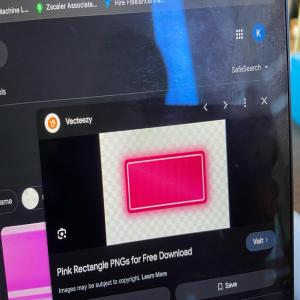 Zscaler Associate...
Hire Freelancers &
K
SafeSearch
Vecteezy
Pink Rectangle PNGs for Free Download
Visit >
Images may be subject to copyright. Learn More
Save